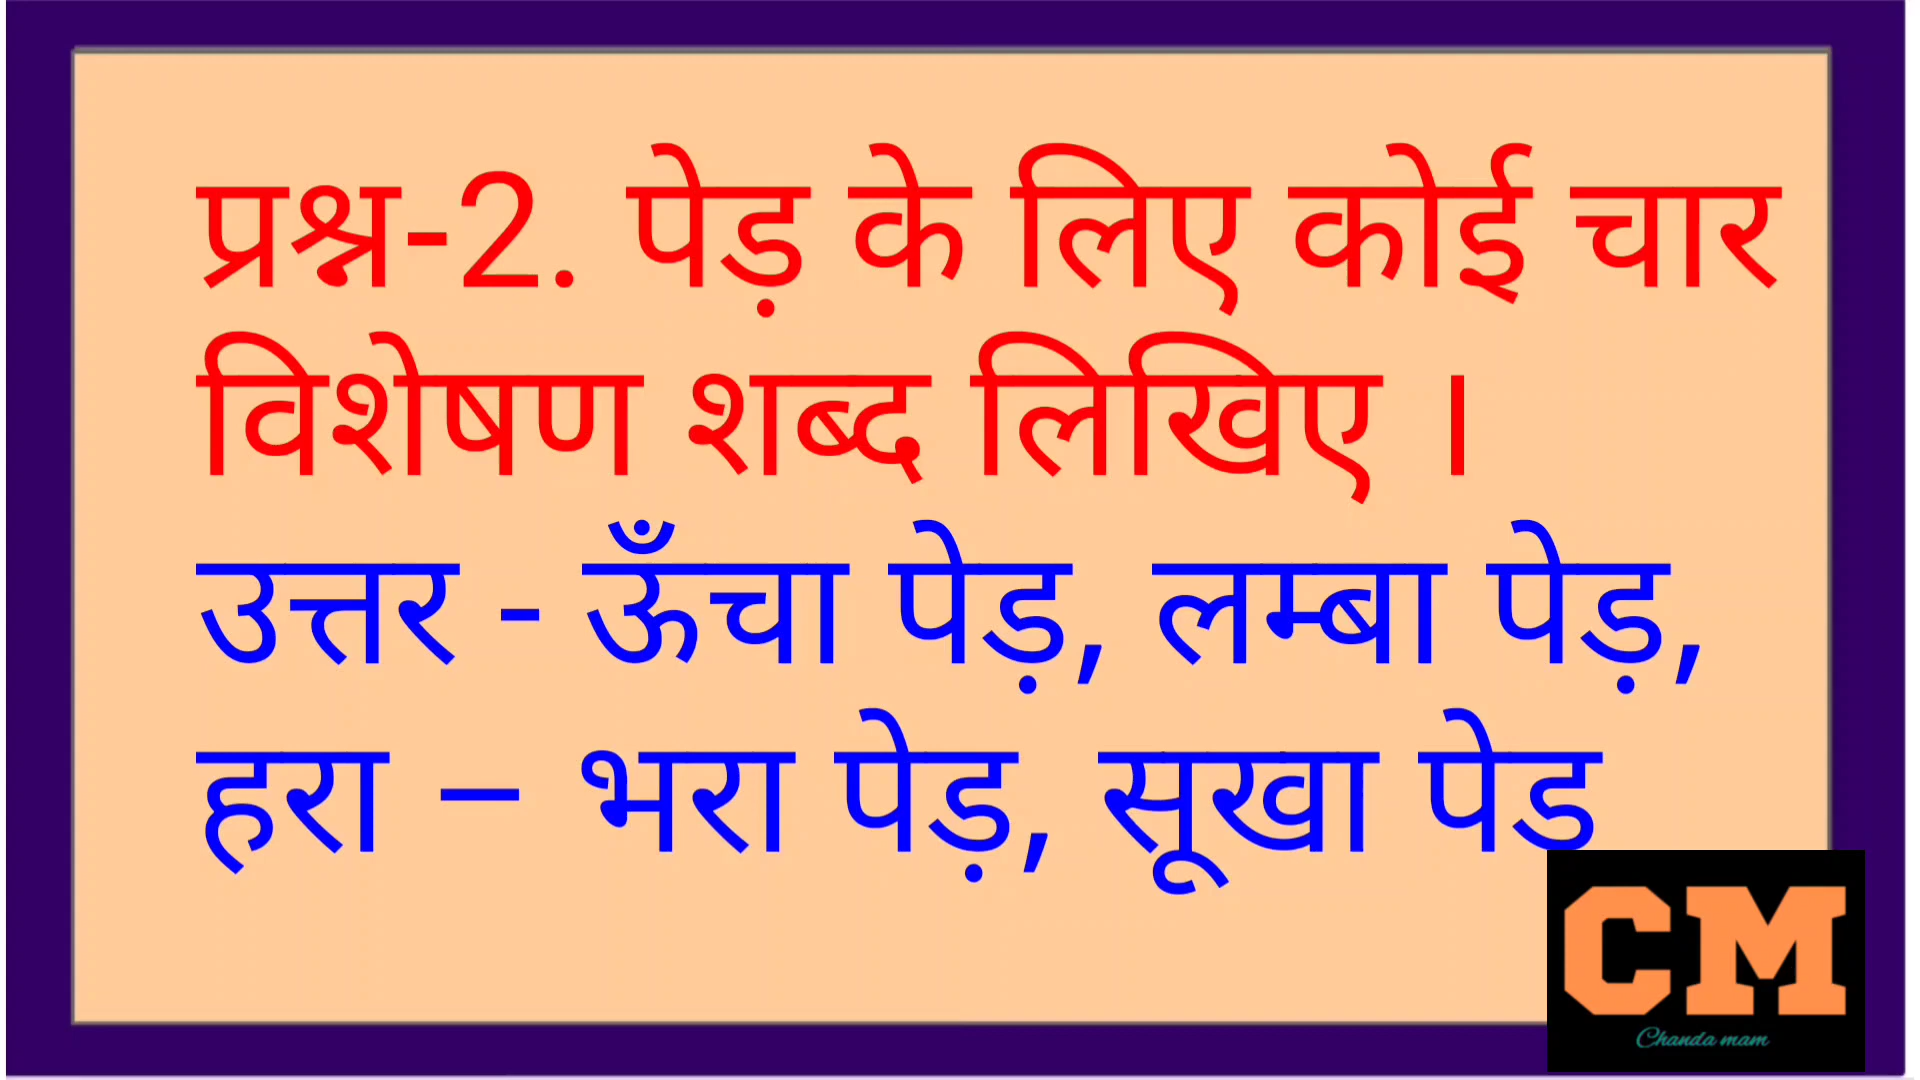 प्रश्न-2. पेड़ के लिए कोई चार
विशेषण शब्द लिखिए ।
उत्तर - ऊँचा पेड़, लम्बा पेड़,
हरा – भरा पेड़, सूखा पेड
CM
Chanda mam